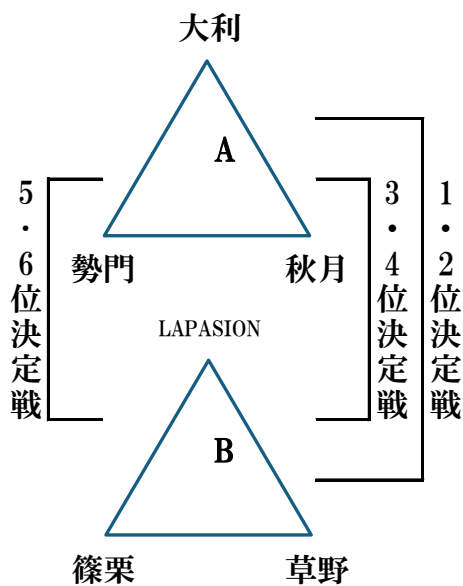 大利
A
勢門
秋月
LAPASION
B
篠栗
草野
5・6位決定戦
3・4位決定戦
1・2位決定戦